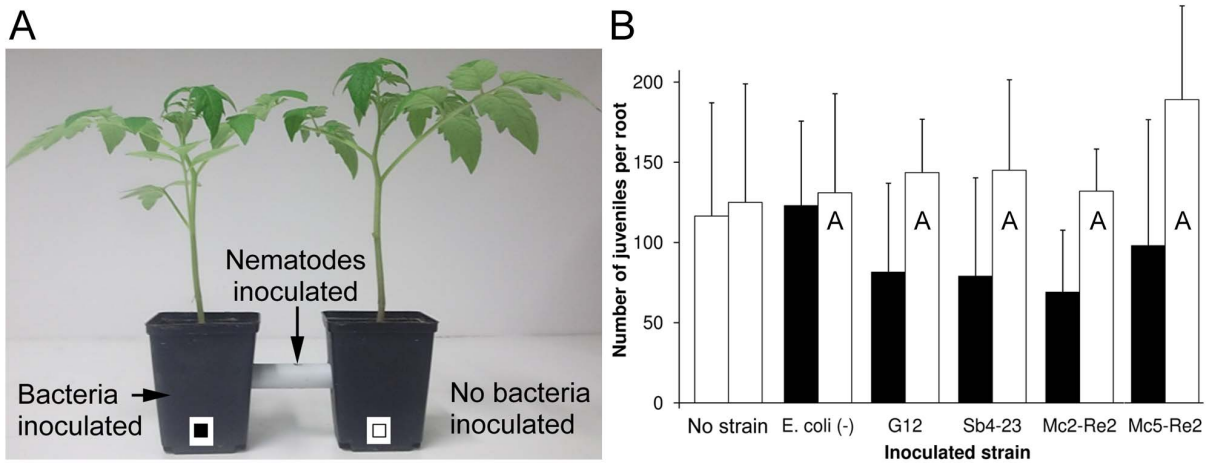 A
Nematodes
inoculated
Bacteria
inoculated
No bacteria
inoculated
B
Number of juveniles per root
200
150
100
50
0
A
A
A
A
A
No strain
E. coli (-)
G12
Sb4-23
Mc2-Re2
Mc5-Re2
Inoculated strain